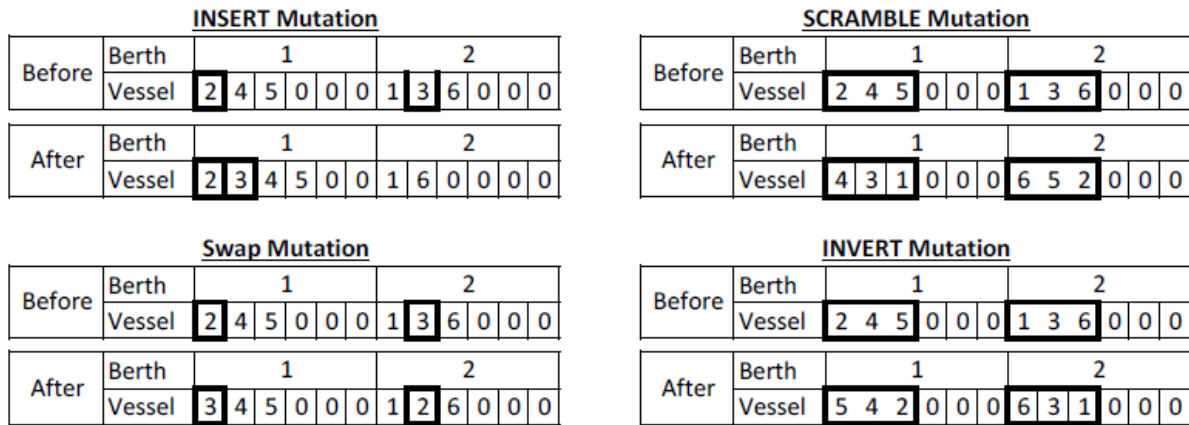 INSERT Mutation
Before Berth 1 2
Vessel 2 4 5 0 0 0 1 3 6 0 0 0
After Berth 1 2
Vessel 2 3 4 5 0 0 1 6 0 0 0 0
SCRAMBLE Mutation
Before Berth 1 2
Vessel 2 4 5 0 0 0 1 3 6 0 0 0
After Berth 1 2
Vessel 4 3 1 0 0 0 6 5 2 0 0 0
Swap Mutation
Before Berth 1 2
Vessel 2 4 5 0 0 0 1 3 6 0 0 0
After Berth 1 2
Vessel 3 4 5 0 0 0 1 2 6 0 0 0
INVERT Mutation
Before Berth 1 2
Vessel 2 4 5 0 0 0 1 3 6 0 0 0
After Berth 1 2
Vessel 5 4 2 0 0 0 6 3 1 0 0 0